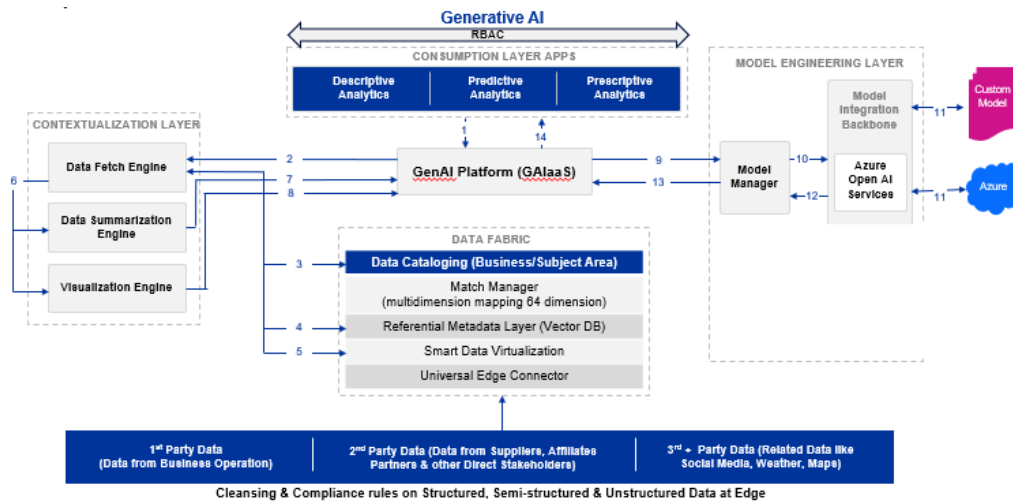 Generative AI
RBAC
CONSUMPTION LAYER APPS
Descriptive
Analytics
Predictive
Analytics
Prescriptive
Analytics
MODEL ENGINEERING LAYER
Model
Integration
Backbone
Custom
Model
11
CONTEXTUALIZATION LAYER
1
14
Data Fetch Engine
2
GenAI Platform (GAIaaS)
9
Model
Manager
10
Azure
Open AI
Services
6
7
13
8
12
11
Azure
Data Summarization
Engine
Visualization Engine
DATA FABRIC
3
Data Cataloging (Business/Subject Area)
Match Manager
(multidimension mapping 64 dimension)
4
Referential Metadata Layer (Vector DB)
5
Smart Data Virtualization
Universal Edge Connector
1st Party Data
(Data from Business Operation)
2nd Party Data (Data from Suppliers, Affiliates
Partners & other Direct Stakeholders)
3rd + Party Data (Related Data like
Social Media, Weather, Maps)
Cleansing & Compliance rules on Structured, Semi-structured & Unstructured Data at Edge